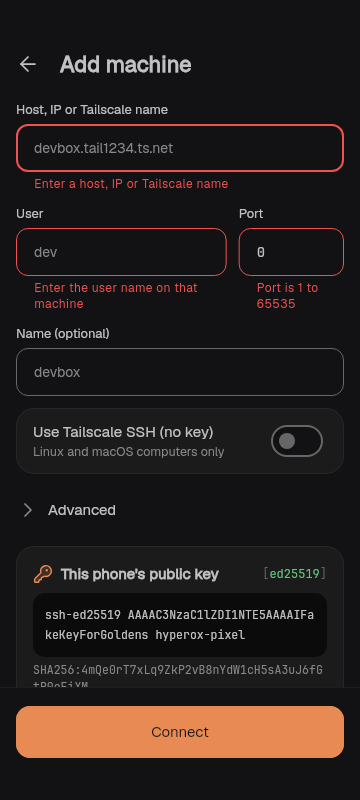 Add machine
Host, IP or Tailscale name
devbox.tail1234.ts.net
Enter a host, IP or Tailscale name
User
Port
dev
0
Enter the user name on that
machine
Port is 1 to
65535
Name (optional)
devbox
Use Tailscale SSH (no key)
Linux and macOS computers only
Advanced
This phone's public key
[ed25519]
ssh-ed25519 AAAAC3NzaC1lZDI1NTE5AAAAIFa
keKeyForGoldens hyperox-pixel
SHA256:4mQe0rT7xLq9ZkP2vB8nYdW1cH5sA3uJ6fG
Connect